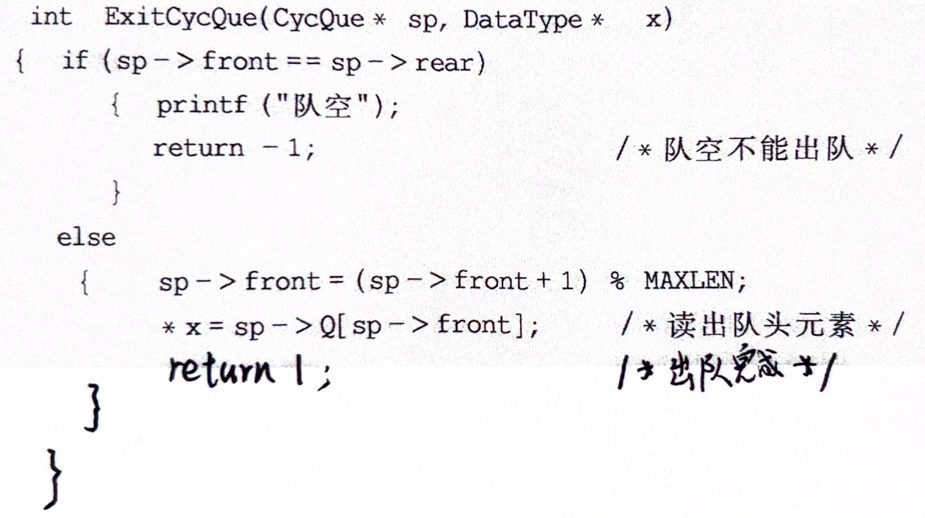 int ExitCycQue(CycQue * sp, DataType * x)
{ if (sp -> front == sp -> rear)
{ printf ("队空");
return -1; /* 队空不能出队 */
}
else
{ sp -> front = (sp -> front + 1) % MAXLEN;
* x = sp -> Q[sp -> front]; /* 读出队头元素 */
return 1; /* 出队完成 */
}
}